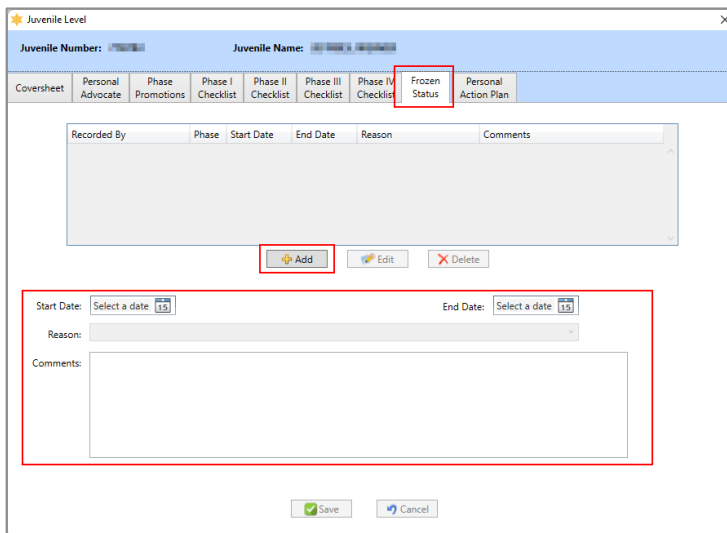 Juvenile Level
Juvenile Number: Juvenile Name:
Coversheet
Personal
Advocate
Phase
Promotions
Phase I
Checklist
Phase II
Checklist
Phase III
Checklist
Phase IV
Checklist
Frozen
Status
Personal
Action Plan
Recorded By Phase Start Date End Date Reason Comments
Add Edit Delete
Start Date: Select a date 15 End Date: Select a date 15
Reason:
Comments:
Save Cancel